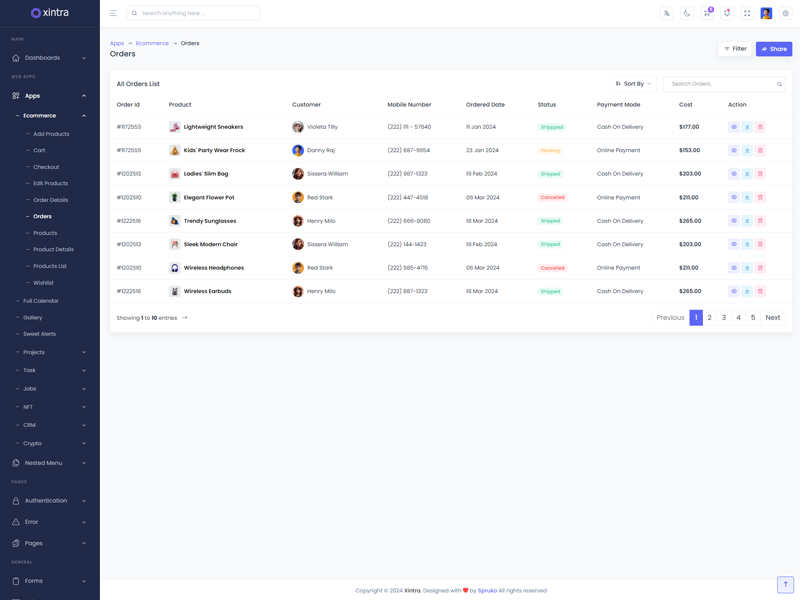 xintra
Search anything here ...
5
MAIN
Dashboards
WEB APPS
Apps
Ecommerce
Add Products
Cart
Checkout
Edit Products
Order Details
Orders
Products
Product Details
Products List
Wishlist
Full Calendar
Gallery
Sweet Alerts
Projects
Task
Jobs
NFT
CRM
Crypto
Nested Menu
PAGES
Authentication
Error
Pages
GENERAL
Forms
Apps → Ecommerce → Orders
Orders
Filter
Share
All Orders List
Sort By
Search Orders..
Order Id Product Customer Mobile Number Ordered Date Status Payment Mode Cost Action
#1172553 Lightweight Sneakers Violeta Tilly (222) 111 - 57840 11 Jan 2024 Shippped Cash On Delivery $177.00
#1172555 Kids' Party Wear Frock Danny Raj (222) 687-9954 23 Jan 2024 Pending Online Payment $153.00
#1202513 Ladies' Slim Bag Sissera William (222) 987-1323 19 Feb 2024 Shipped Cash On Delivery $203.00
#1202510 Elegant Flower Pot Red Stark (222) 447-4518 06 Mar 2024 Cancelled Online Payment $211.00
#1222516 Trendy Sunglasses Henry Milo (222) 666-8080 18 Mar 2024 Shipped Cash On Delivery $265.00
#1202513 Sleek Modern Chair Sissera William (222) 144-1423 19 Feb 2024 Shipped Cash On Delivery $203.00
#1202510 Wireless Headphones Red Stark (222) 985-4715 06 Mar 2024 Cancelled Online Payment $211.00
#1222516 Wireless Earbuds Henry Milo (222) 887-1323 18 Mar 2024 Shipped Cash On Delivery $265.00
Showing 1 to 10 entries →
Previous 1 2 3 4 5 Next
Copyright © 2024 Xintra. Designed with ❤ by Spruko All rights reserved